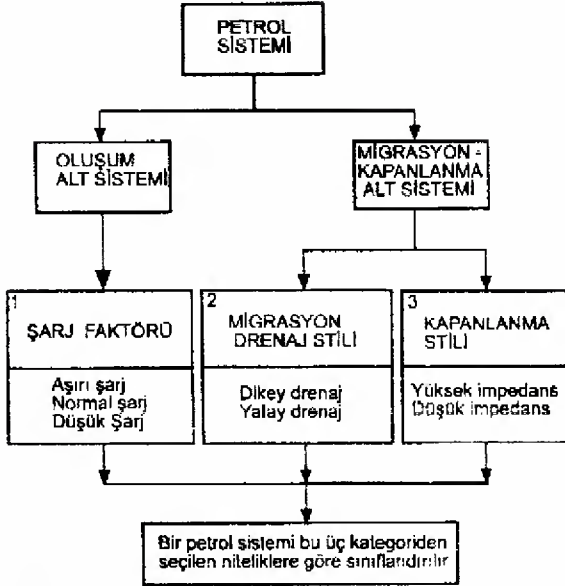 PETROL
SİSTEMİ
OLUŞUM
ALT SİSTEMİ
MİGRASYON -
KAPANLANMA
ALT SİSTEMİ
1
ŞARJ FAKTÖRÜ
Aşırı şarj
Normal şarj
Düşük Şarj
2
MİGRASYON
DRENAJ STİLİ
Dikey drenaj
Yalay drenaj
3
KAPANLANMA
STİLİ
Yüksek impedans
Düşük impedans
Bir petrol sistemi bu üç kategoriden
seçilen niteliklere göre sınıflandırılır